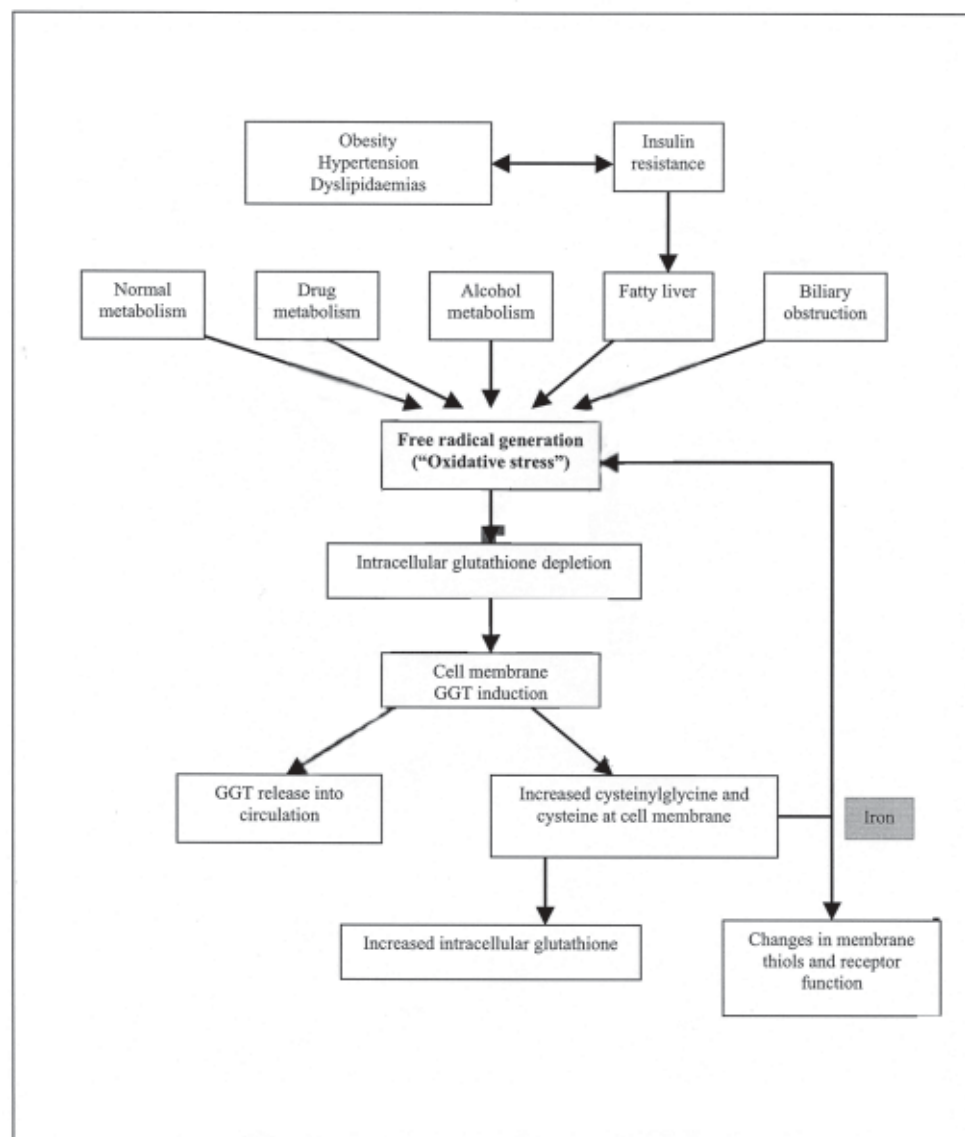 Obesity
Hypertension
Dyslipidaemias
Insulin
resistance
Normal
metabolism
Drug
metabolism
Alcohol
metabolism
Fatty liver
Biliary
obstruction
Free radical generation
(“Oxidative stress”)
Intracellular glutathione depletion
Cell membrane
GGT induction
GGT release into
circulation
Increased cysteinylglycine and
cysteine at cell membrane
Iron
Increased intracellular glutathione
Changes in membrane
thiols and receptor
function